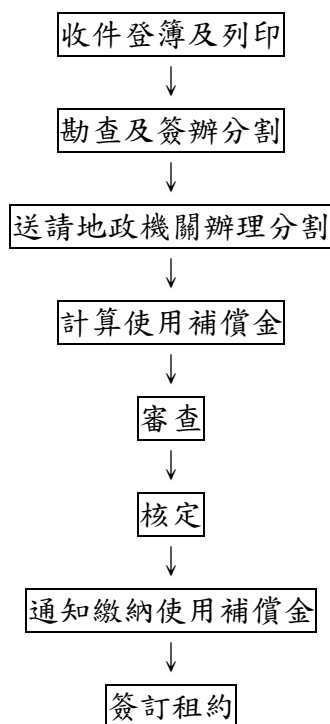 收件登簿及列印
↓
勘查及簽辦分割
↓
送請地政機關辦理分割
↓
計算使用補償金
↓
審查
↓
核定
↓
通知繳納使用補償金
↓
簽訂租約